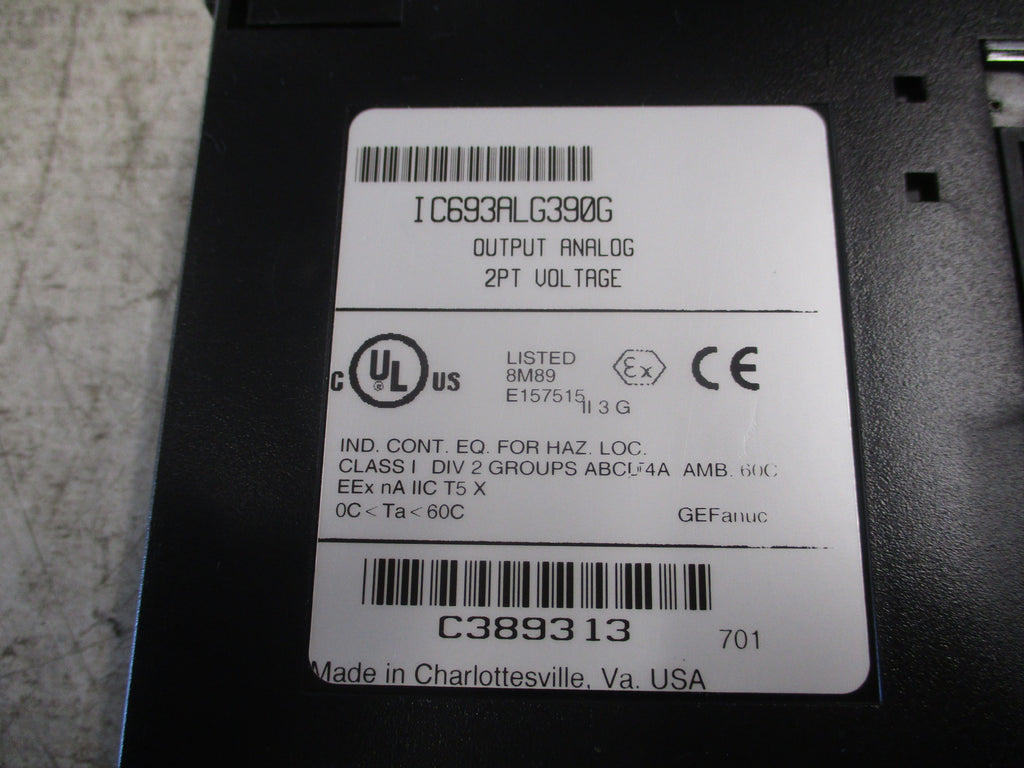 IC693ALG390G
OUTPUT ANALOG
2PT VOLTAGE
C UL US
LISTED
8M89
E157515
Ex
II 3 G
CE
IND. CONT. EQ. FOR HAZ. LOC.
CLASS I DIV 2 GROUPS ABCDT4A AMB. 60C
EEx nA IIC T5 X
0C < Ta < 60C
GEFanuc
C389313
701
Made in Charlottesville, Va. USA